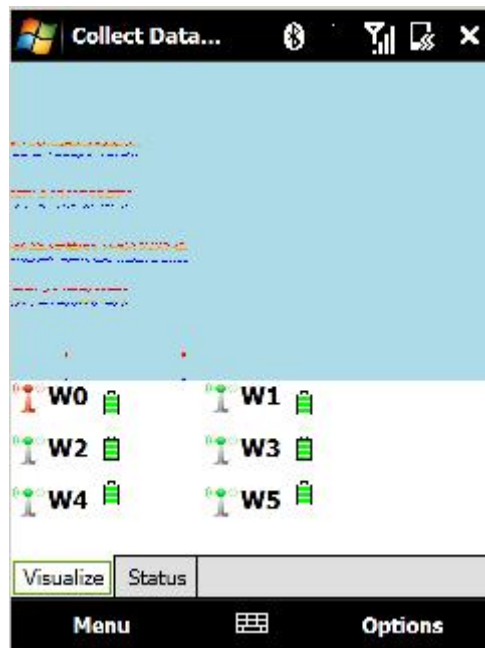 Collect Data...
W0 W1
W2 W3
W4 W5
Visualize Status
Menu Options